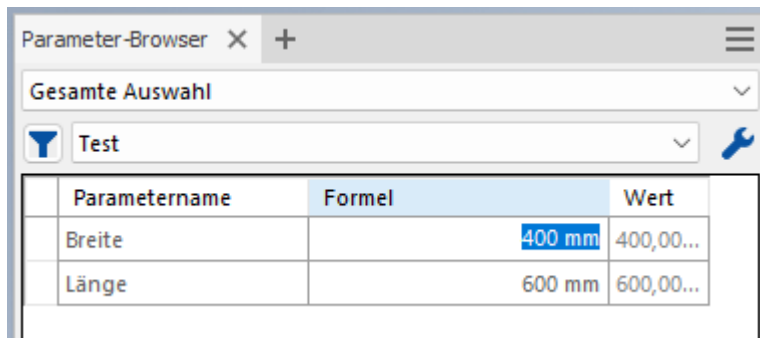 Parameter-Browser
Gesamte Auswahl
Test
Parametername Formel Wert
Breite 400 mm 400,00...
Länge 600 mm 600,00...